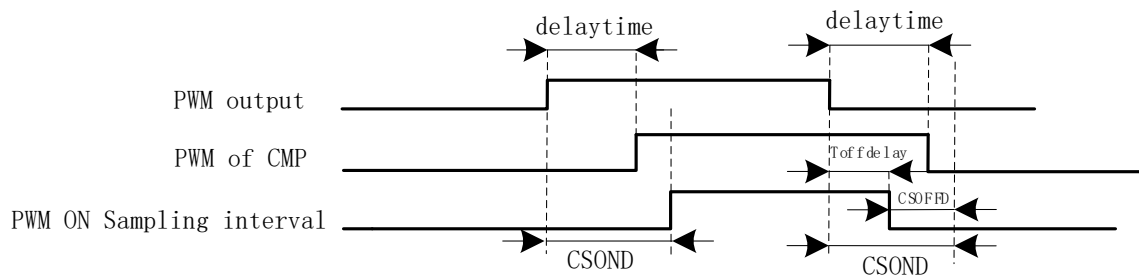 delaytime delaytime
PWM output
PWM of CMP
Toffdelay
CSOFFD
PWM ON Sampling interval
CSOND CSOND